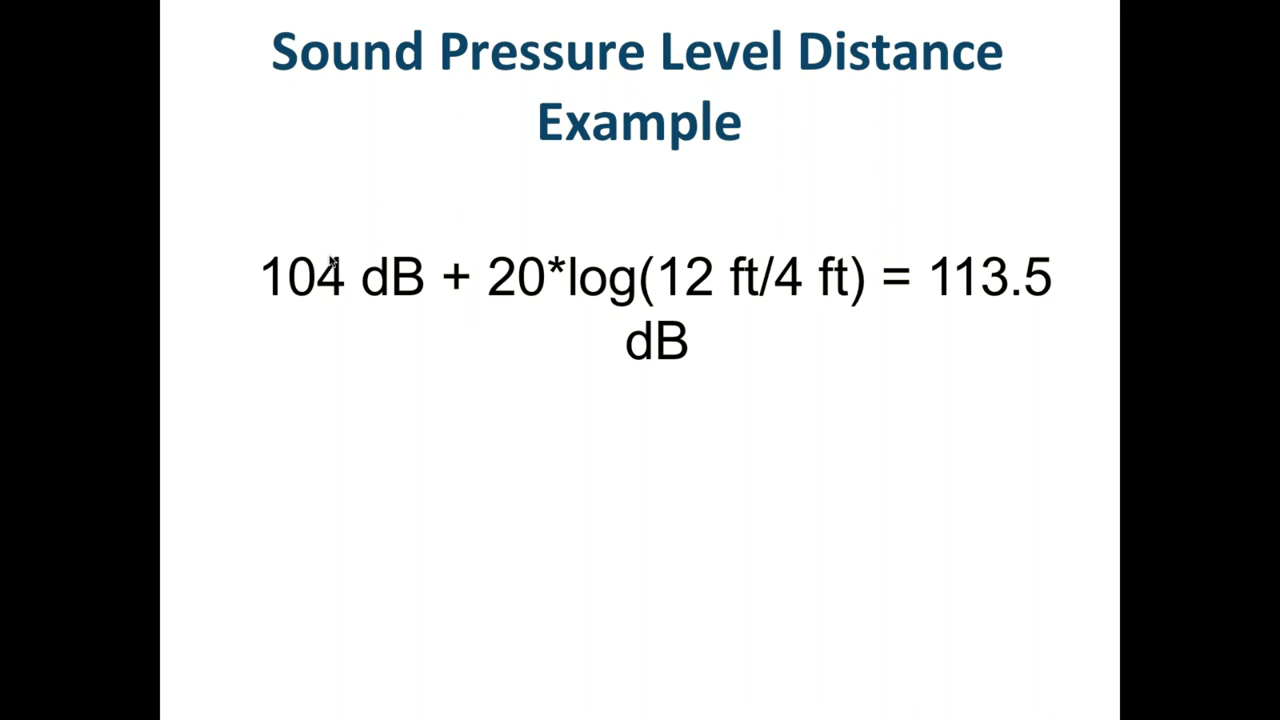 Sound Pressure Level Distance
Example
104 dB + 20*log(12 ft/4 ft) = 113.5
dB